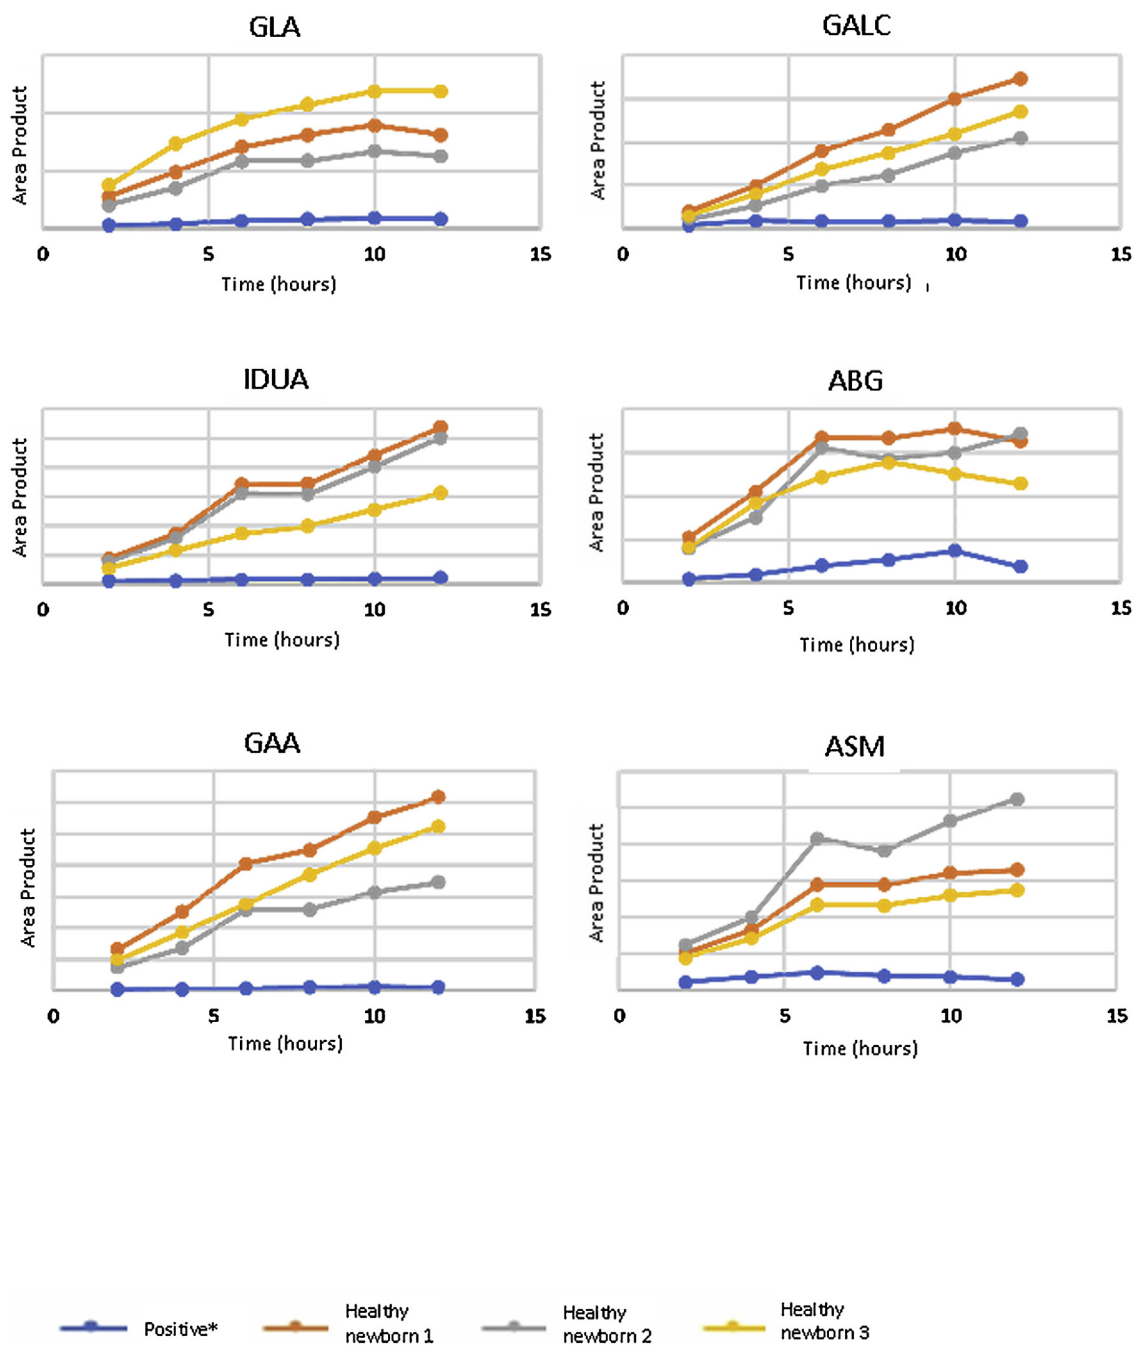 GLA
GALC
Area Product
Area Product
0 5 10 15
0 5 10 15
Time (hours)
Time (hours)
IDUA
ABG
Area Product
Area Product
0 5 10 15
0 5 10 15
Time (hours)
Time (hours)
GAA
ASM
Area Product
Area Product
0 5 10 15
0 5 10 15
Time (hours)
Time (hours)
Positive*
Healthy
newborn 1
Healthy
newborn 2
Healthy
newborn 3